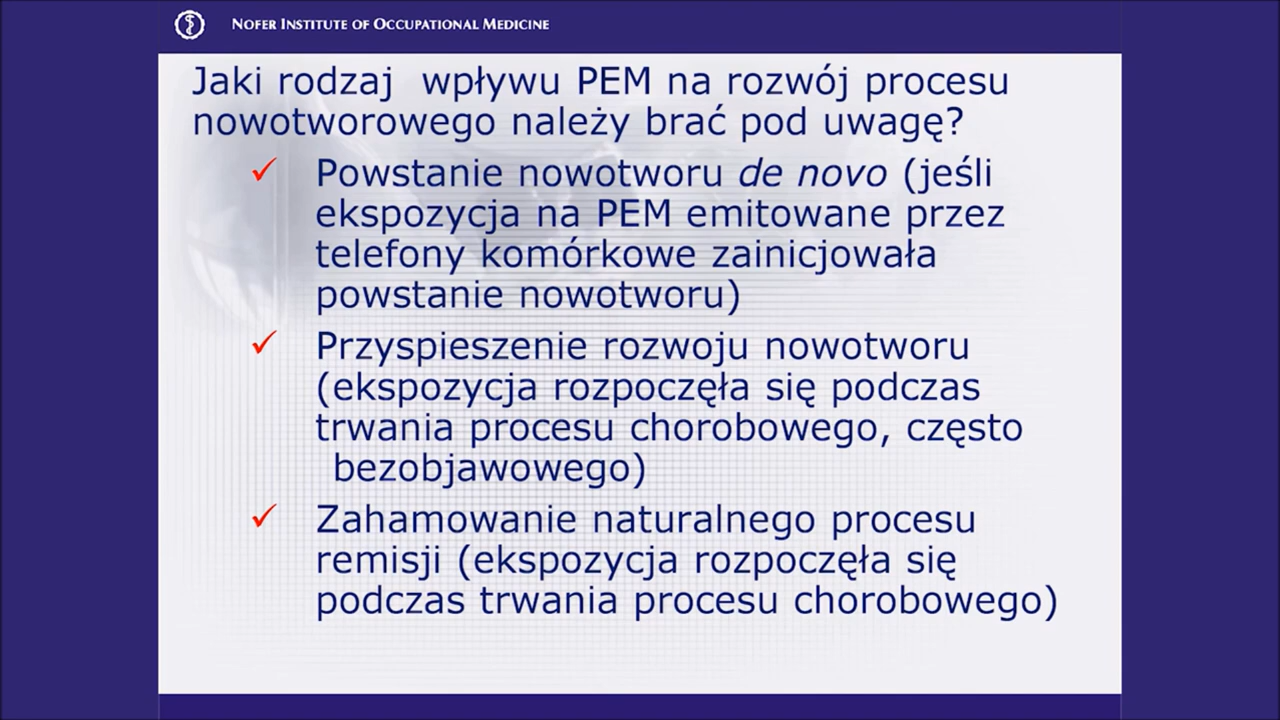 NOFER INSTITUTE OF OCCUPATIONAL MEDICINE
Jaki rodzaj wpływu PEM na rozwój procesu
nowotworowego należy brać pod uwagę?
✓ Powstanie nowotworu de novo (jeśli
ekspozycja na PEM emitowane przez
telefony komórkowe zainicjowała
powstanie nowotworu)
✓ Przyspieszenie rozwoju nowotworu
(ekspozycja rozpoczęła się podczas
trwania procesu chorobowego, często
bezobjawowego)
✓ Zahamowanie naturalnego procesu
remisji (ekspozycja rozpoczęła się
podczas trwania procesu chorobowego)